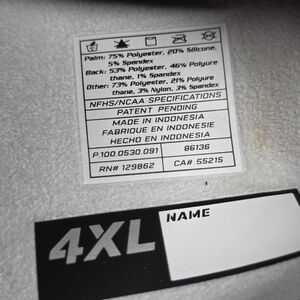 Palm: 75% Polyester, 20% Silicone,
5% Spandex
Back: 53% Polyester, 46% Polyure
thane, 1% Spandex
Other: 73% Polyester, 21% Polyure
thane, 3% Nylon, 3% Spandex
NFHS/NCAA SPECIFICATIONS
PATENT PENDING
MADE IN INDONESIA
FABRIQUE EN INDONESIE
HECHO EN INDONESIA
P.100.0530.091 86136
RN# 129862 CA# 55215
4XL NAME